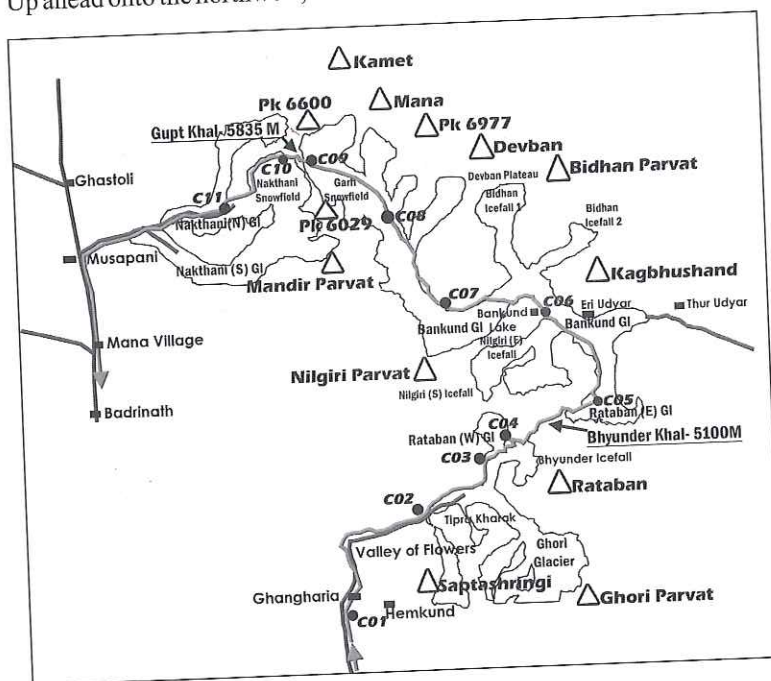 Up ahead onto the northwest,
Kamet
Pk 6600
Mana
Gupt Khal-/5835 M
Pk 6977
Devban
Devban Plateau
Bidhan Parvat
C09
C10
Ghastoli
Nakthani
Snowfield
Garh
Snowfield
Bidhan
Icefall 1
Bidhan
Icefall 2
C11
C08
Nakthani(N) Gl
Pk 6029
Musapani
Nakthani (S) Gl
Mandir Parvat
Kagbhushand
C07
C06
Eri Udyar
Thur Udyar
Bankund
Lake
Bankund Gl
Bankund Gl
Nilgiri (E)
Icefall
Mana Village
Nilgiri Parvat
Nilgiri (S) Icefall
C05
Badrinath
Rataban (E) Gl
C04
Rataban (W) Gl
Bhyunder Khal- 5100M
C03
Bhyunder Icefall
Rataban
C02
Tipra Kharak
Valley of Flowers
Ghori
Glacier
Saptashringi
Ghangharia
Hemkund
Ghori Parvat
C01